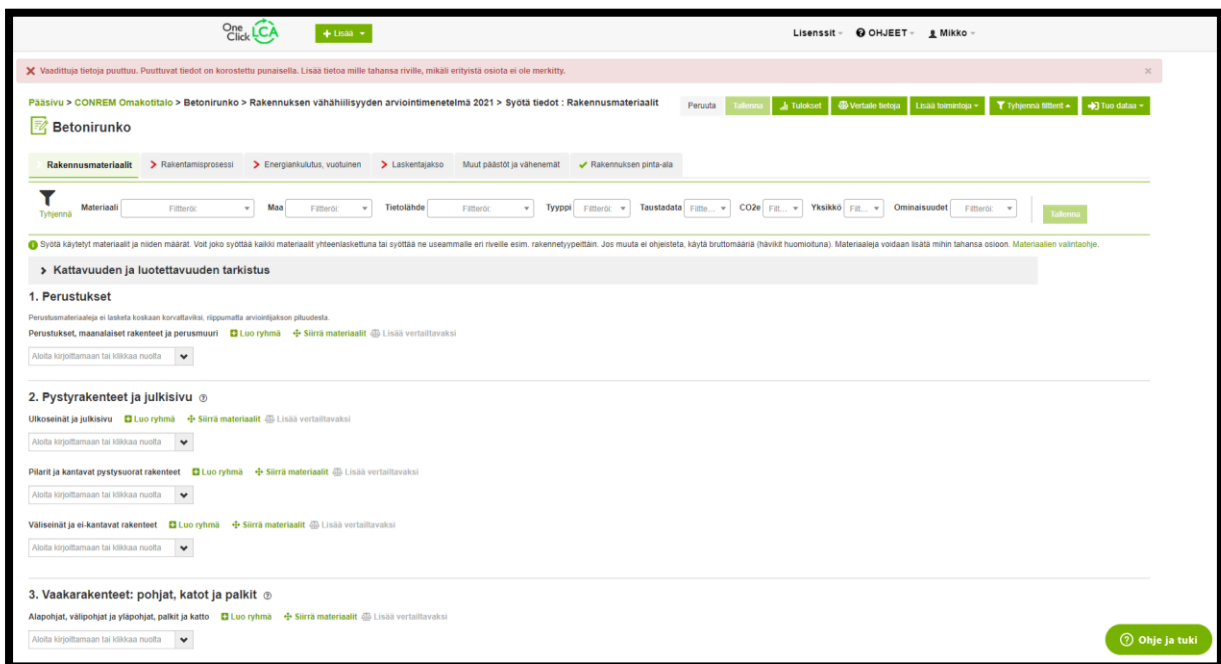 One Click LCA + Lisää Lisenssit OHJEET Mikko
Vaadittuja tietoja puuttuu. Puuttuvat tiedot on korostettu punaisella. Lisää tietoa mille tahansa riville, mikäli erityistä osiota ei ole merkitty. ×
Pääsivu > CONREM Omakotitalo > Betonirunko > Rakennuksen vähähiilisyyden arviointimenetelmä 2021 > Syötä tiedot : Rakennusmateriaalit Peruuta Tallenna Tulokset Vertaile tietoja Lisää toimintoja Tyhjennä filtterit Tuo dataa
Betonirunko
Rakennusmateriaalit Rakentamisprosessi Energiankulutus, vuotuinen Laskentajakso Muut päästöt ja vähenemät Rakennuksen pinta-ala
Tyhjennä Materiaali Filtteröi: Maa Filtteröi: Tietolähde Filtteröi: Tyyppi Filtteröi: Taustadata Filtte... CO2e Filt... Yksikkö Filt... Ominaisuudet Filtteröi: Tallenna
Syötä käytetyt materiaalit ja niiden määrät. Voit joko syöttää kaikki materiaalit yhteenlaskettuna tai syöttää ne useammalle eri riveille esim. rakennetyypeittäin. Jos muuta ei ohjeisteta, käytä bruttomääriä (hävikit huomioituna). Materiaaleja voidaan lisätä mihin tahansa osioon. Materiaalien valintaohje.
Kattavuuden ja luotettavuuden tarkistus
1. Perustukset
Perustusmateriaaleja ei lasketa koskaan korvattaviksi, riippumatta arviointijakson pituudesta.
Perustukset, maanalaiset rakenteet ja perusmuuri Luo ryhmä Siirrä materiaalit Lisää vertailtavaksi
Aloita kirjoittamaan tai klikkaa nuolta
2. Pystyrakenteet ja julkisivu ?
Ulkoseinät ja julkisivu Luo ryhmä Siirrä materiaalit Lisää vertailtavaksi
Aloita kirjoittamaan tai klikkaa nuolta
Pilarit ja kantavat pystysuorat rakenteet Luo ryhmä Siirrä materiaalit Lisää vertailtavaksi
Aloita kirjoittamaan tai klikkaa nuolta
Väliseinät ja ei-kantavat rakenteet Luo ryhmä Siirrä materiaalit Lisää vertailtavaksi
Aloita kirjoittamaan tai klikkaa nuolta
3. Vaakarakenteet: pohjat, katot ja palkit ?
Alapohjat, välipohjat ja yläpohjat, palkit ja katto Luo ryhmä Siirrä materiaalit Lisää vertailtavaksi
Aloita kirjoittamaan tai klikkaa nuolta
? Ohje ja tuki